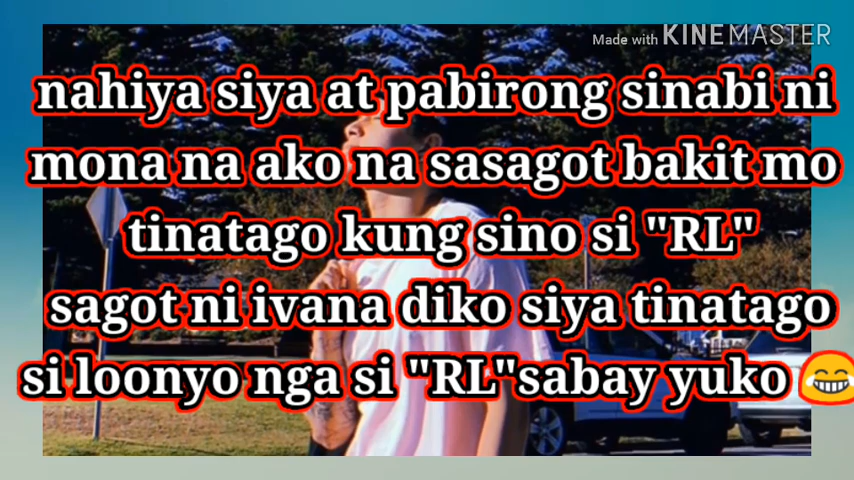 Made with KINEMASTER
nahiya siya at pabirong sinabi ni
mona na ako na sasagot bakit mo
tinatago kung sino si "RL"
sagot ni ivana diko siya tinatago
si loonyo nga si "RL"sabay yuko 😂